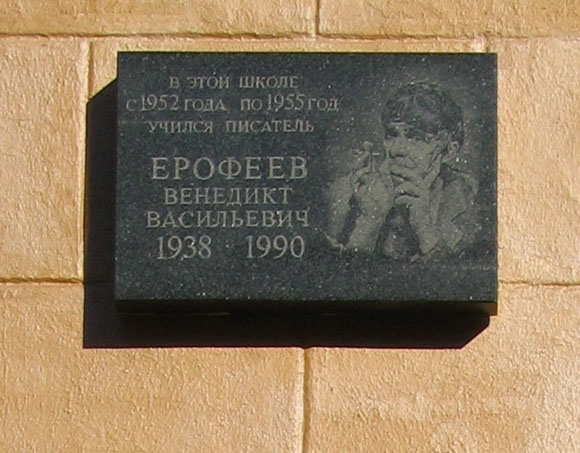 В ЭТОЙ ШКОЛЕ
С 1952 ГОДА ПО 1955 ГОД
УЧИЛСЯ ПИСАТЕЛЬ
ЕРОФЕЕВ
ВЕНЕДИКТ
ВАСИЛЬЕВИЧ
1938 1990